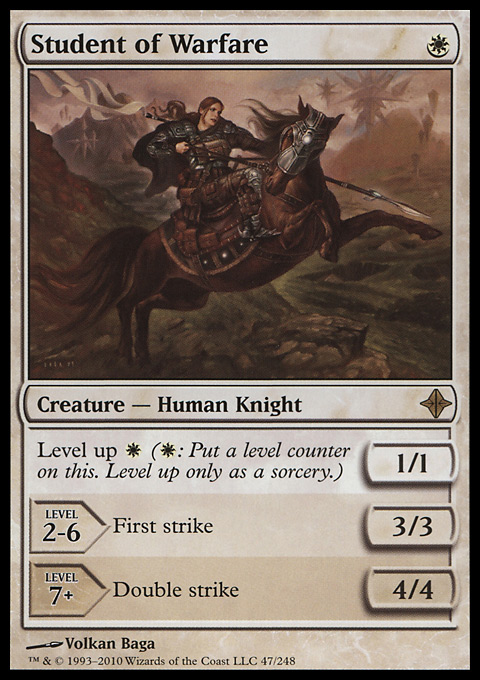 Student of Warfare
Creature — Human Knight
Level up (: Put a level counter
on this. Level up only as a sorcery.)
1/1
LEVEL
2-6
First strike
3/3
LEVEL
7+
Double strike
4/4
Volkan Baga
™ & © 1993–2010 Wizards of the Coast LLC 47/248